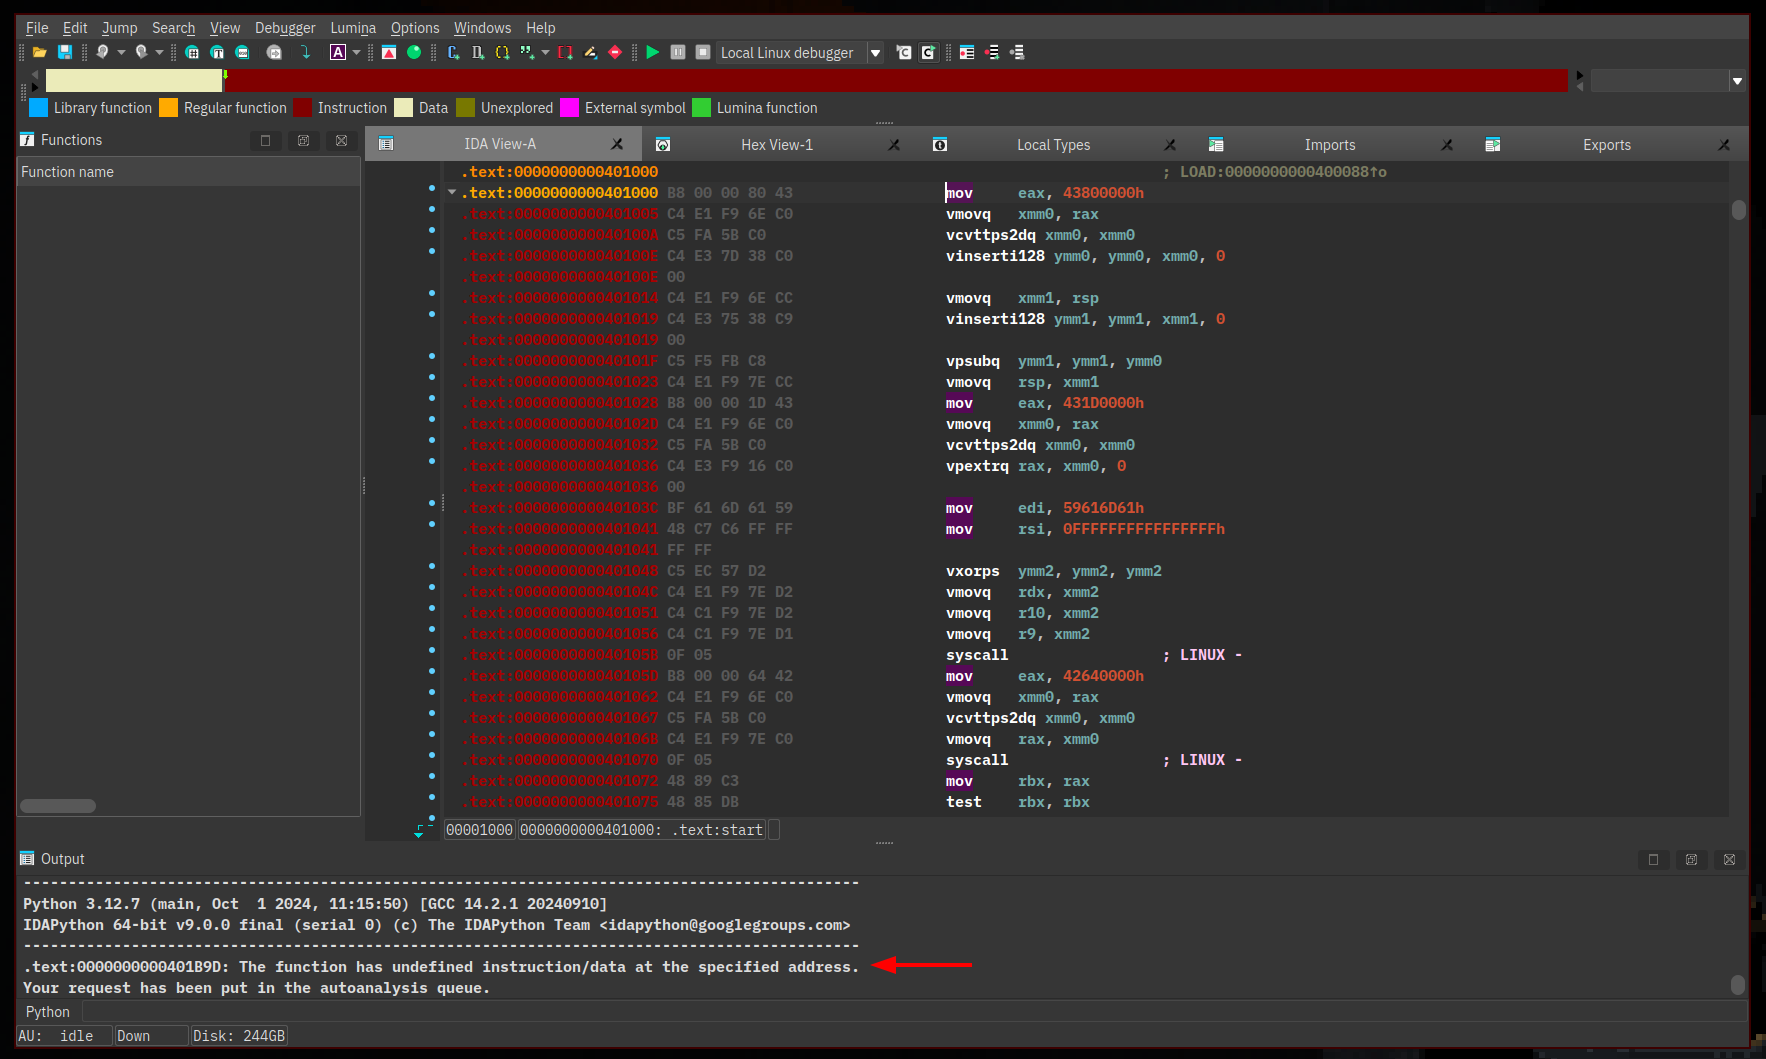 File Edit Jump Search View Debugger Lumina Options Windows Help
Local Linux debugger
Library function Regular function Instruction Data Unexplored External symbol Lumina function
Functions
IDA View-A Hex View-1 Local Types Imports Exports
Function name
.text:0000000000401000 ; LOAD:0000000000400088↑o
.text:0000000000401000 B8 00 00 80 43 mov eax, 43800000h
.text:0000000000401005 C4 E1 F9 6E C0 vmovq xmm0, rax
.text:000000000040100A C5 FA 5B C0 vcvttps2dq xmm0, xmm0
.text:000000000040100E C4 E3 7D 38 C0 vinserti128 ymm0, ymm0, xmm0, 0
.text:000000000040100E 00
.text:0000000000401014 C4 E1 F9 6E CC vmovq xmm1, rsp
.text:0000000000401019 C4 E3 75 38 C9 vinserti128 ymm1, ymm1, xmm1, 0
.text:0000000000401019 00
.text:000000000040101F C5 F5 FB C8 vpsubq ymm1, ymm1, ymm0
.text:0000000000401023 C4 E1 F9 7E CC vmovq rsp, xmm1
.text:0000000000401028 B8 00 00 1D 43 mov eax, 431D0000h
.text:000000000040102D C4 E1 F9 6E C0 vmovq xmm0, rax
.text:0000000000401032 C5 FA 5B C0 vcvttps2dq xmm0, xmm0
.text:0000000000401036 C4 E3 F9 16 C0 vpextrq rax, xmm0, 0
.text:0000000000401036 00
.text:000000000040103C BF 61 6D 61 59 mov edi, 59616D61h
.text:0000000000401041 48 C7 C6 FF FF mov rsi, 0FFFFFFFFFFFFFFFFh
.text:0000000000401041 FF FF
.text:0000000000401048 C5 EC 57 D2 vxorps ymm2, ymm2, ymm2
.text:000000000040104C C4 E1 F9 7E D2 vmovq rdx, xmm2
.text:0000000000401051 C4 C1 F9 7E D2 vmovq r10, xmm2
.text:0000000000401056 C4 C1 F9 7E D1 vmovq r9, xmm2
.text:000000000040105B 0F 05 syscall ; LINUX -
.text:000000000040105D B8 00 00 64 42 mov eax, 42640000h
.text:0000000000401062 C4 E1 F9 6E C0 vmovq xmm0, rax
.text:0000000000401067 C5 FA 5B C0 vcvttps2dq xmm0, xmm0
.text:000000000040106B C4 E1 F9 7E C0 vmovq rax, xmm0
.text:0000000000401070 0F 05 syscall ; LINUX -
.text:0000000000401072 48 89 C3 mov rbx, rax
.text:0000000000401075 48 85 DB test rbx, rbx
00001000 0000000000401000: .text:start
Output
---------------------------------------------------------------------------------------------
Python 3.12.7 (main, Oct  1 2024, 11:15:50) [GCC 14.2.1 20240910]
IDAPython 64-bit v9.0.0 final (serial 0) (c) The IDAPython Team <idapython@googlegroups.com>
---------------------------------------------------------------------------------------------
.text:0000000000401B9D: The function has undefined instruction/data at the specified address.
Your request has been put in the autoanalysis queue.
Python
AU: idle Down Disk: 244GB